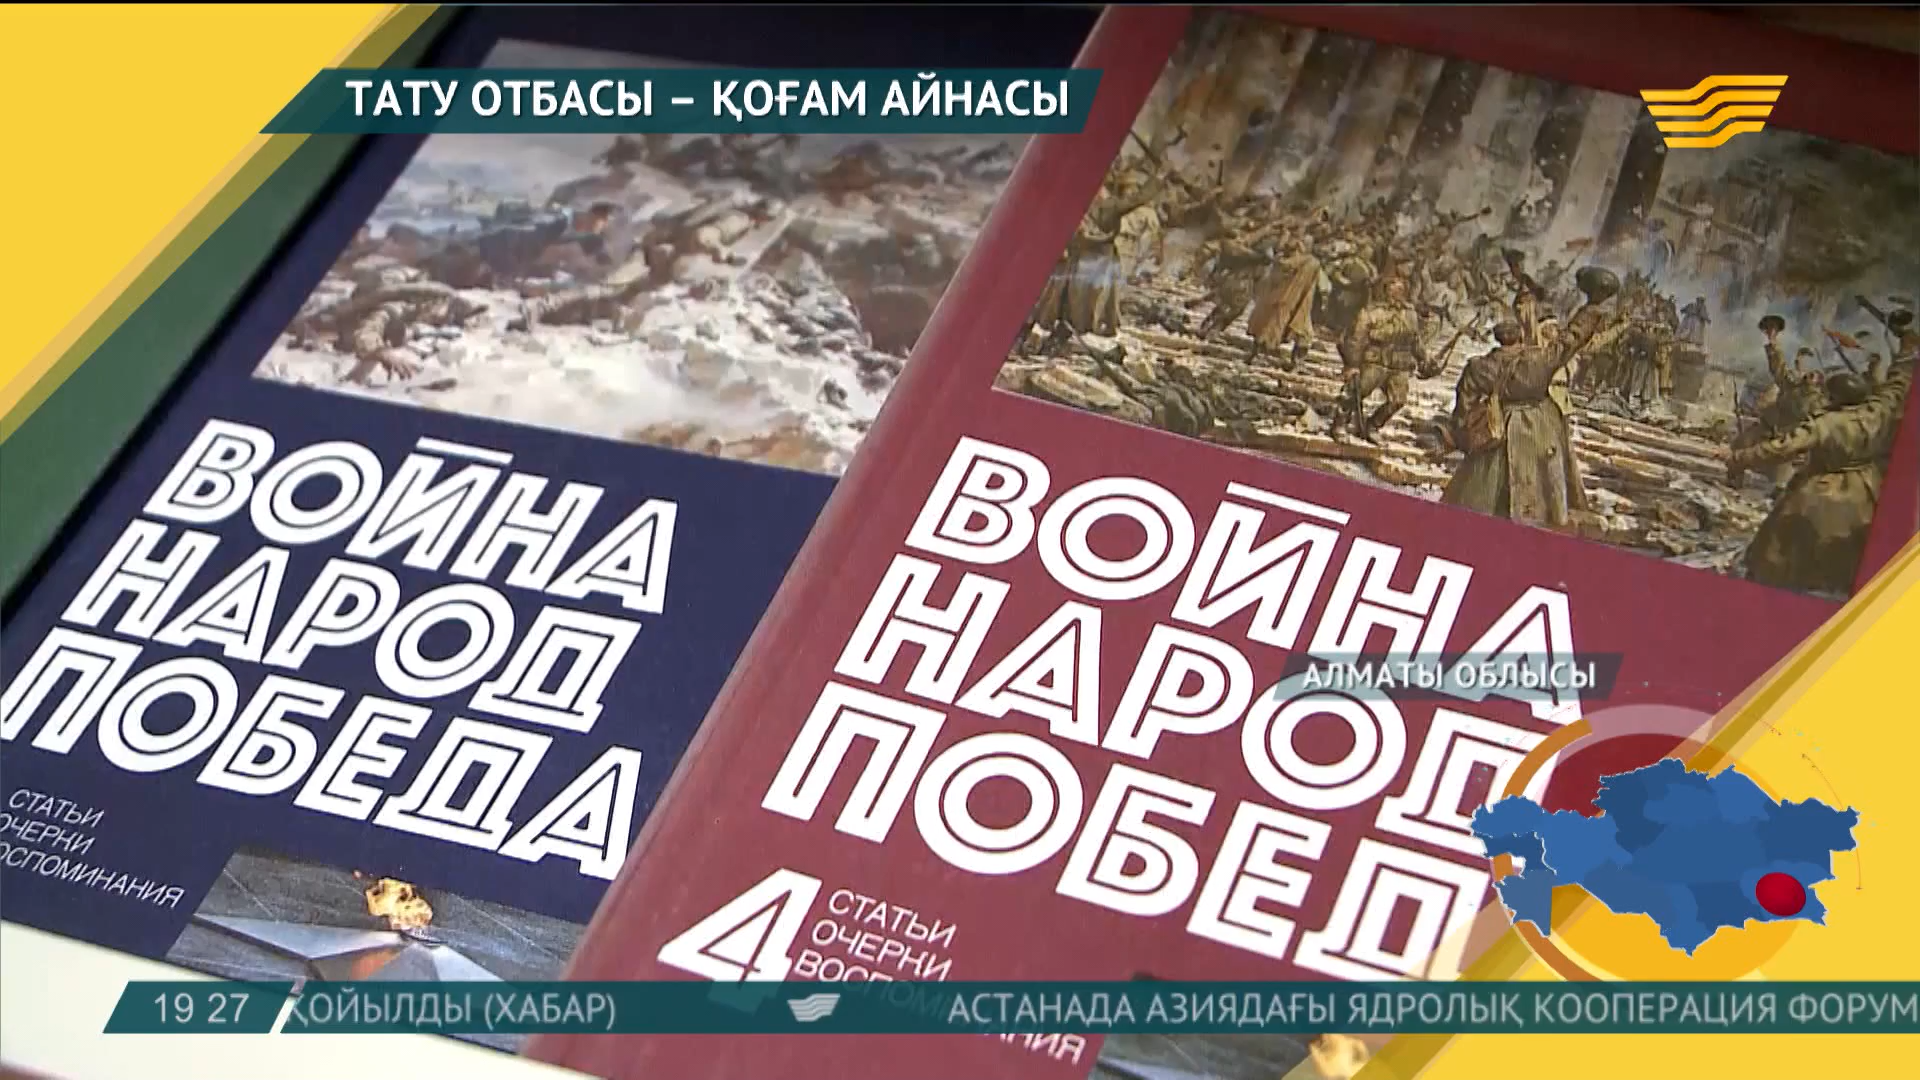 ТАТУ ОТБАСЫ – ҚОҒАМ АЙНАСЫ
ВОЙНА
НАРОД
ПОБЕДА
СТАТЬИ
ОЧЕРКИ
ВОСПОМИНАНИЯ
ВОЙНА
НАРОД
ПОБЕД
4
СТАТЬИ
ОЧЕРКИ
ВОСПОМИНАНИЯ
АЛМАТЫ ОБЛЫСЫ
19 27
ҚОЙЫЛДЫ (ХАБАР)
АСТАНАДА АЗИЯДАҒЫ ЯДРОЛЫҚ КООПЕРАЦИЯ ФОРУМ